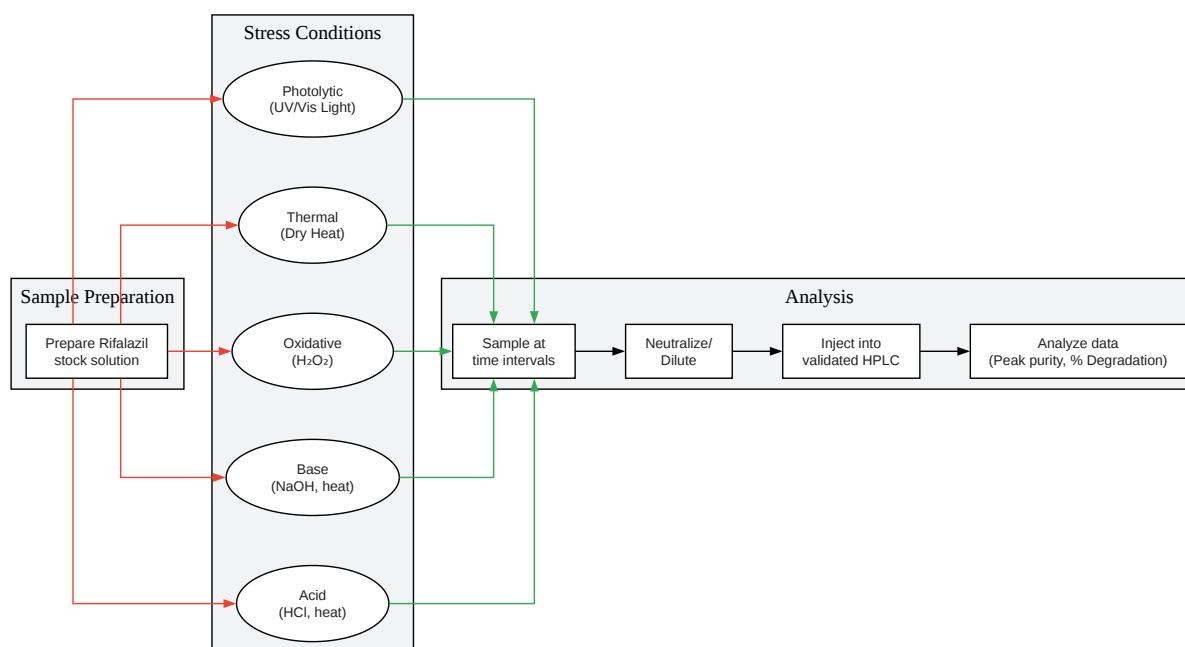 Stress Conditions
Photolytic
(UV/Vis Light)
Thermal
(Dry Heat)
Sample Preparation
Prepare Rifalazil
stock solution
Oxidative
(H₂O₂)
Base
(NaOH, heat)
Acid
(HCl, heat)
Analysis
Sample at
time intervals
Neutralize/
Dilute
Inject into
validated HPLC
Analyze data
(Peak purity, % Degradation)